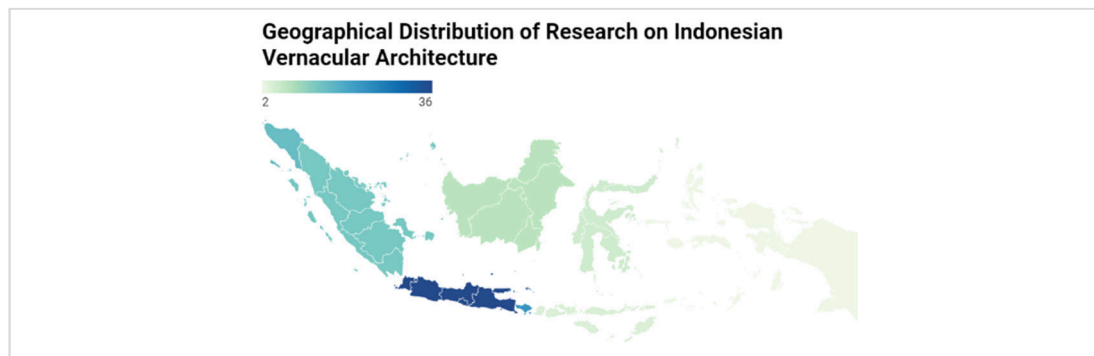 Geographical Distribution of Research on Indonesian
Vernacular Architecture
2 36